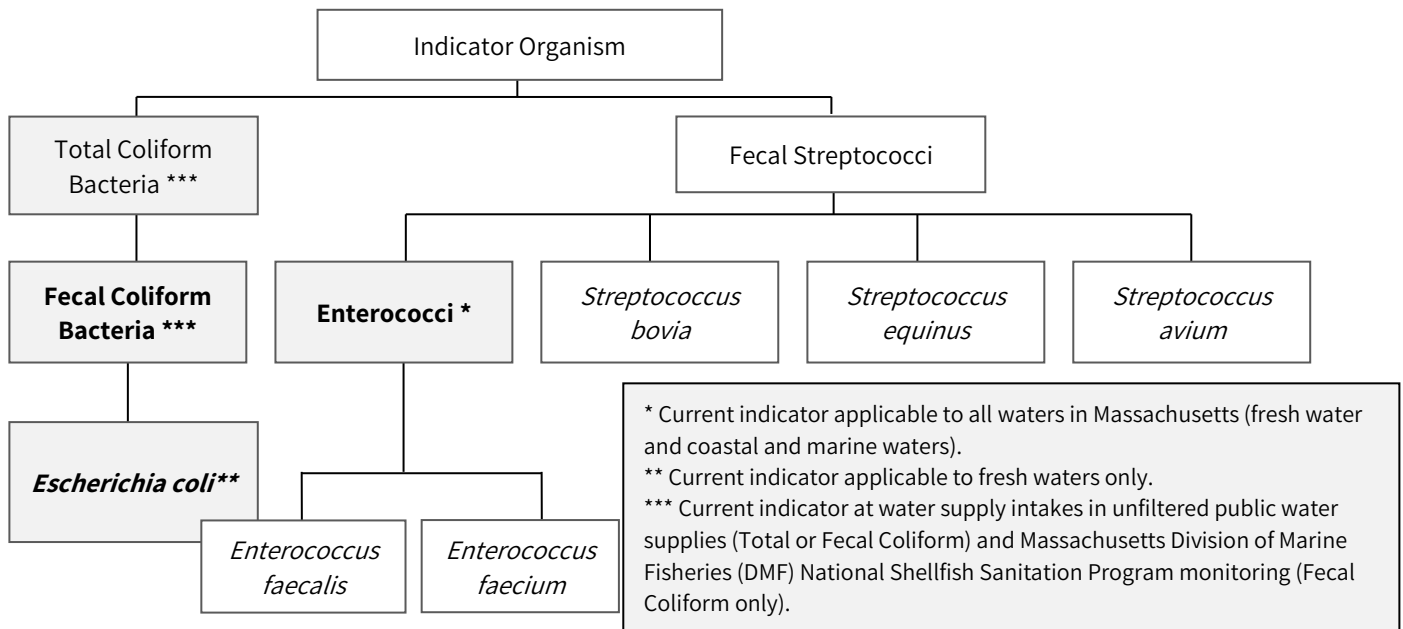 Indicator Organism
Total Coliform
Bacteria ***
Fecal Streptococci
Fecal Coliform
Bacteria ***
Enterococci *
Streptococcus
bovia
Streptococcus
equinus
Streptococcus
avium
Escherichia coli**
Enterococcus
faecalis
Enterococcus
faecium
* Current indicator applicable to all waters in Massachusetts (fresh water
and coastal and marine waters).
** Current indicator applicable to fresh waters only.
*** Current indicator at water supply intakes in unfiltered public water
supplies (Total or Fecal Coliform) and Massachusetts Division of Marine
Fisheries (DMF) National Shellfish Sanitation Program monitoring (Fecal
Coliform only).